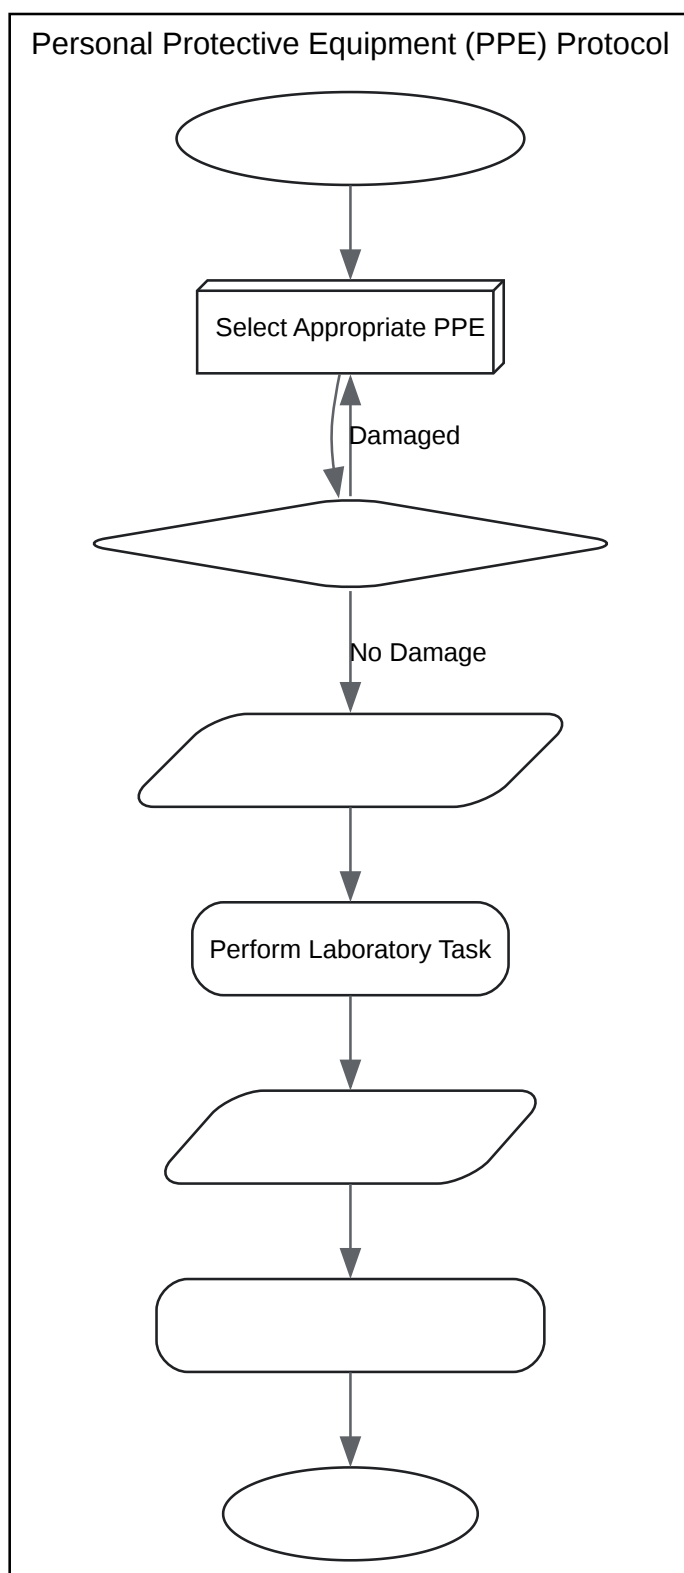 Personal Protective Equipment (PPE) Protocol
Select Appropriate PPE
Damaged
No Damage
Perform Laboratory Task